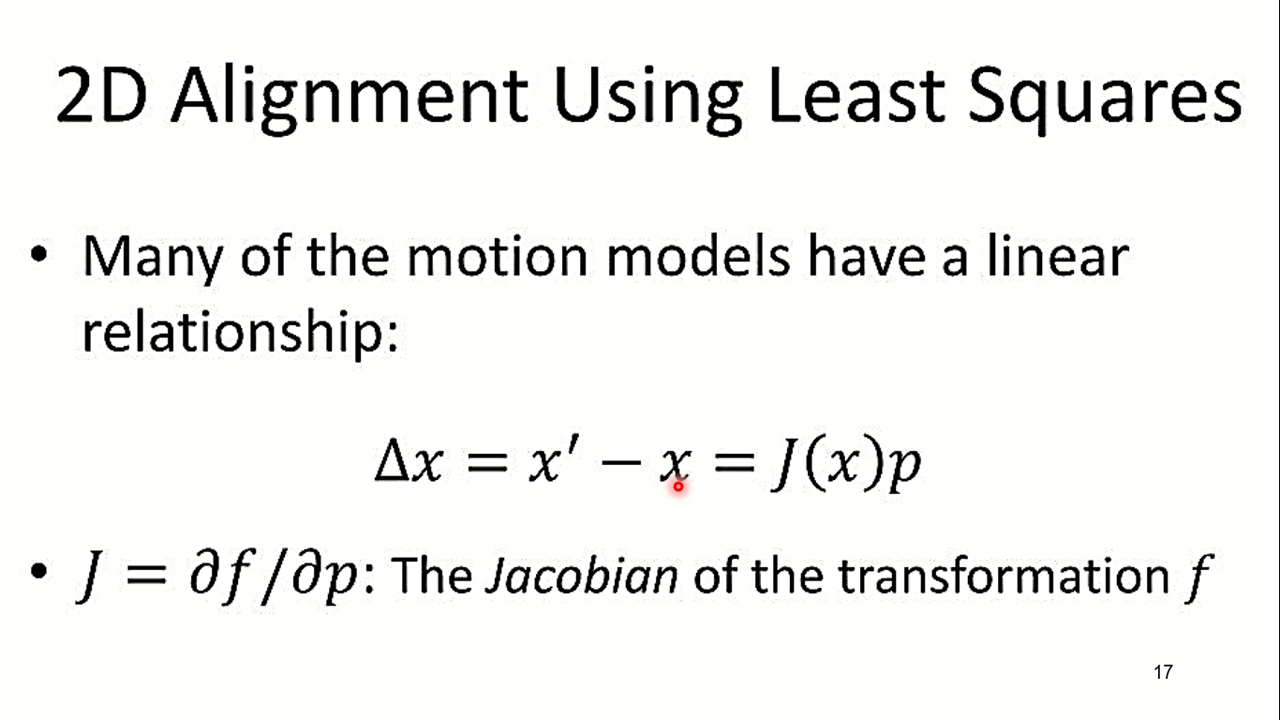 2D Alignment Using Least Squares
• Many of the motion models have a linear
relationship:
Δx = x′ − x = J(x)p
• J = ∂f/∂p: The Jacobian of the transformation f
17